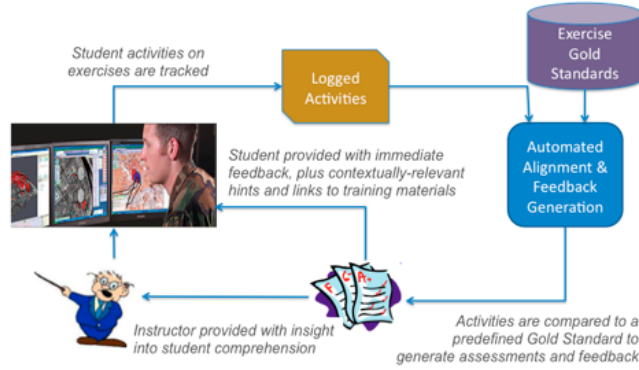 Student activities on
exercises are tracked
Logged
Activities
Exercise
Gold
Standards
Automated
Alignment &
Feedback
Generation
Student provided with immediate
feedback, plus contextually-relevant
hints and links to training materials
F
C-
A+
Instructor provided with insight
into student comprehension
Activities are compared to a
predefined Gold Standard to
generate assessments and feedback